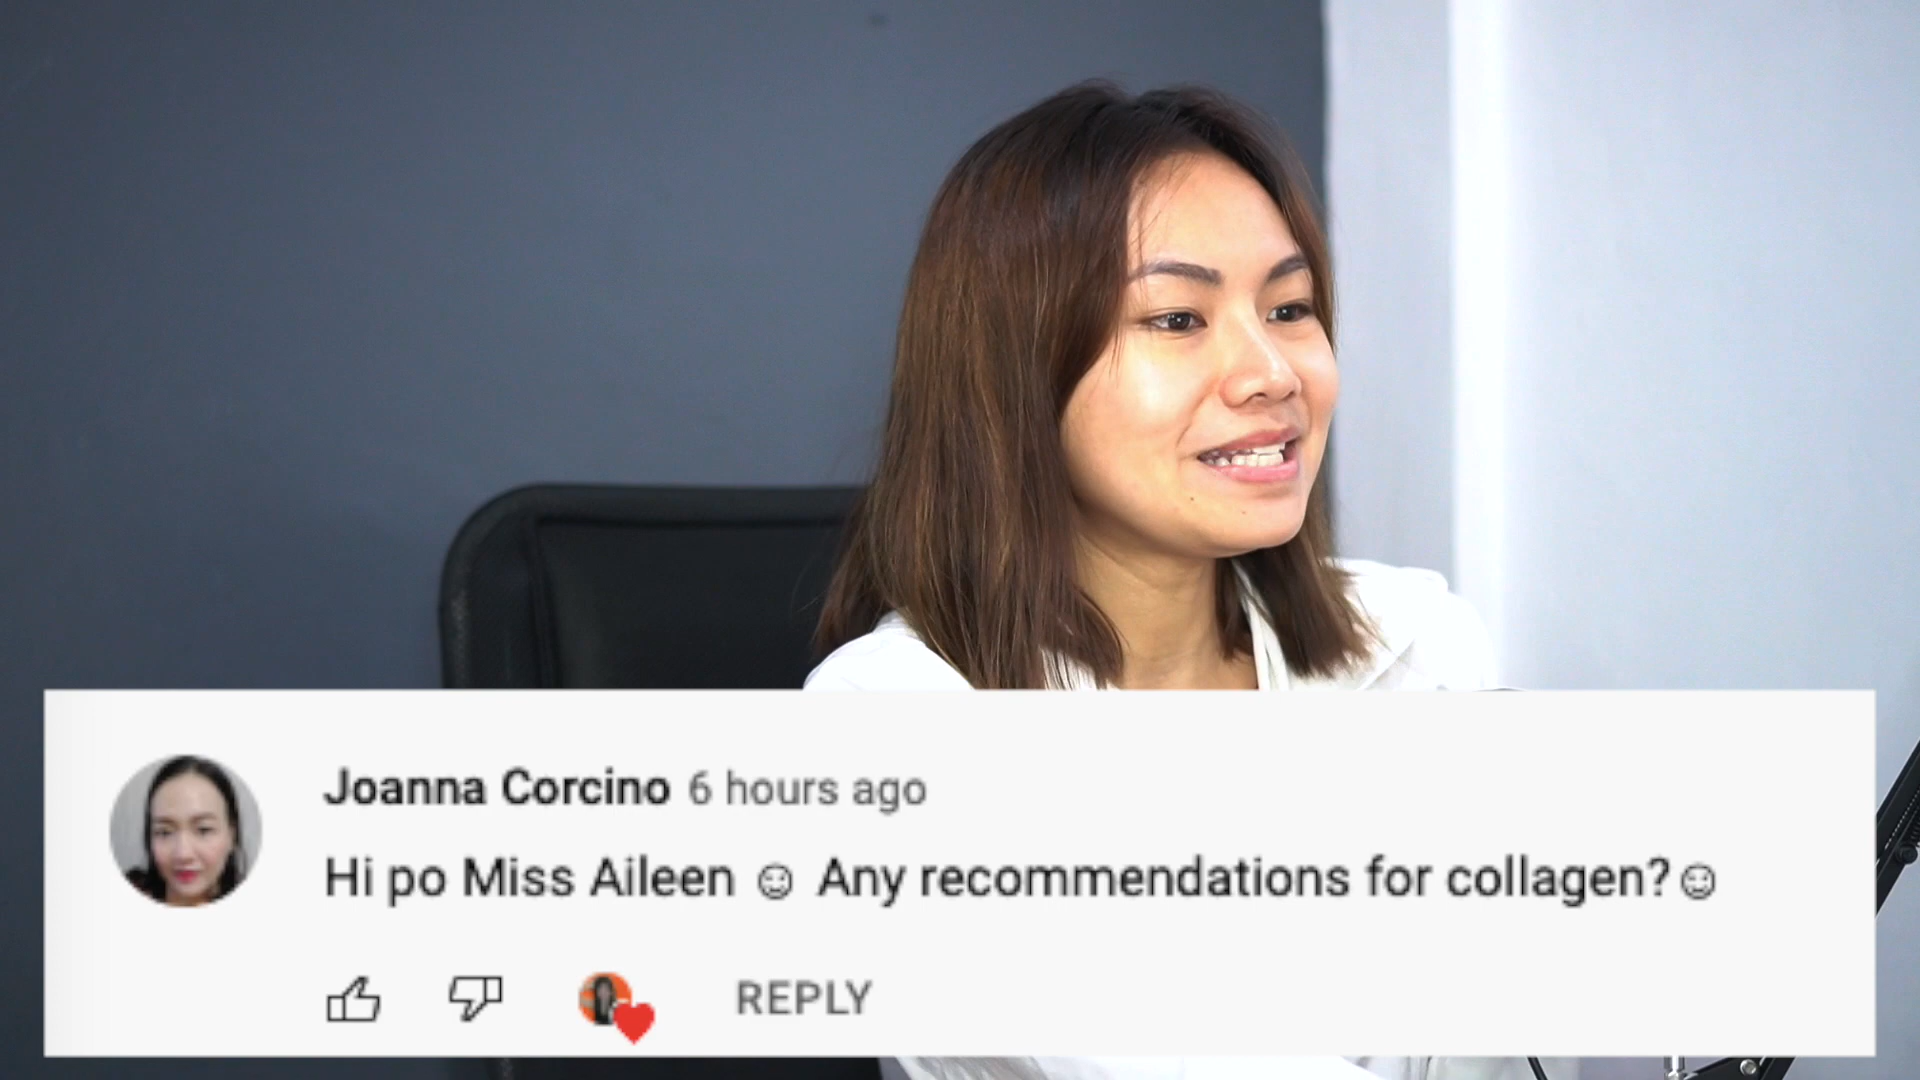 Joanna Corcino 6 hours ago
Hi po Miss Aileen ☺ Any recommendations for collagen?☺
REPLY